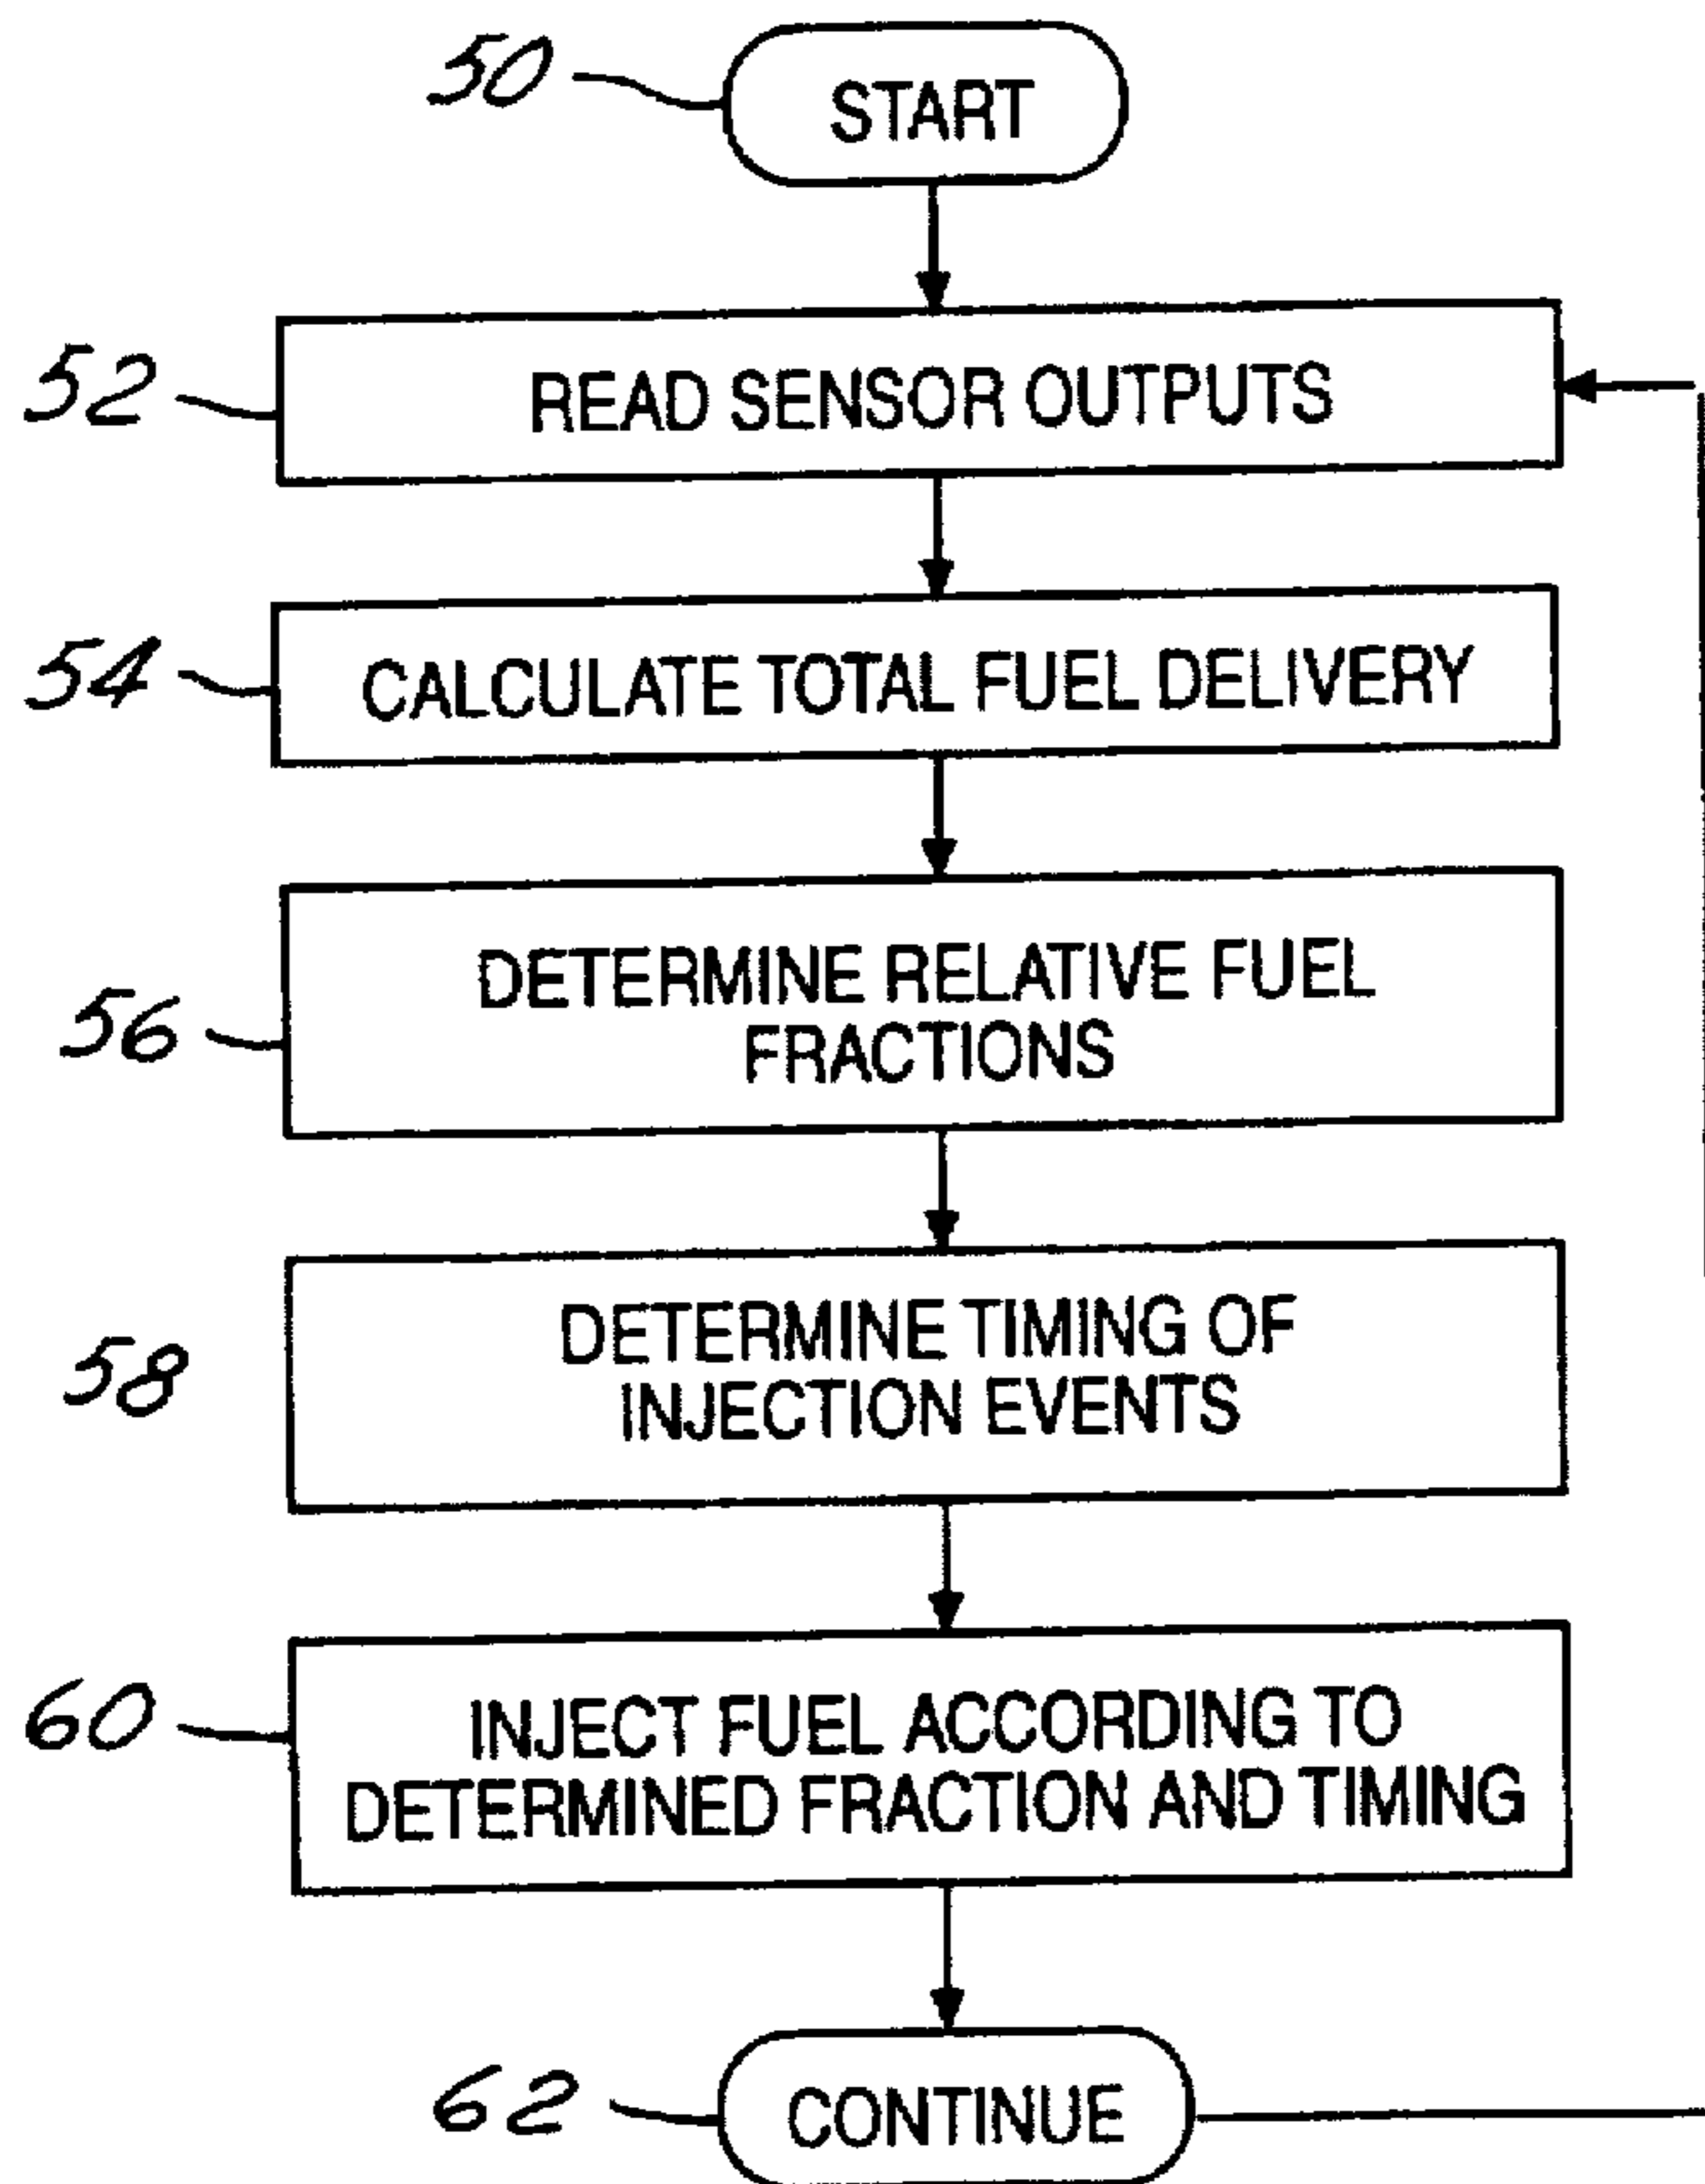 50 START
52 READ SENSOR OUTPUTS
54 CALCULATE TOTAL FUEL DELIVERY
56 DETERMINE RELATIVE FUEL
FRACTIONS
58 DETERMINE TIMING OF
INJECTION EVENTS
60 INJECT FUEL ACCORDING TO
DETERMINED FRACTION AND TIMING
62 CONTINUE